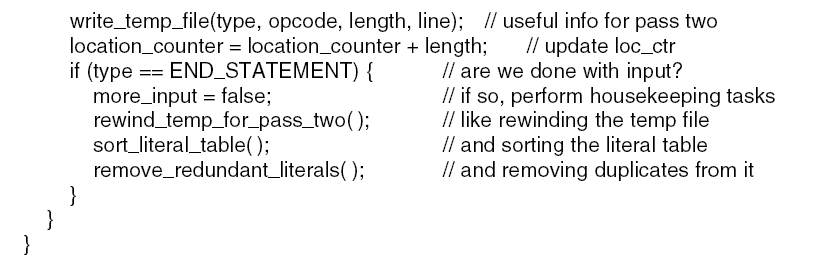 write_temp_file(type, opcode, length, line); // useful info for pass two
location_counter = location_counter + length; // update loc_ctr
if (type == END_STATEMENT) { // are we done with input?
more_input = false; // if so, perform housekeeping tasks
rewind_temp_for_pass_two( ); // like rewinding the temp file
sort_literal_table( ); // and sorting the literal table
remove_redundant_literals( ); // and removing duplicates from it
}
}
}